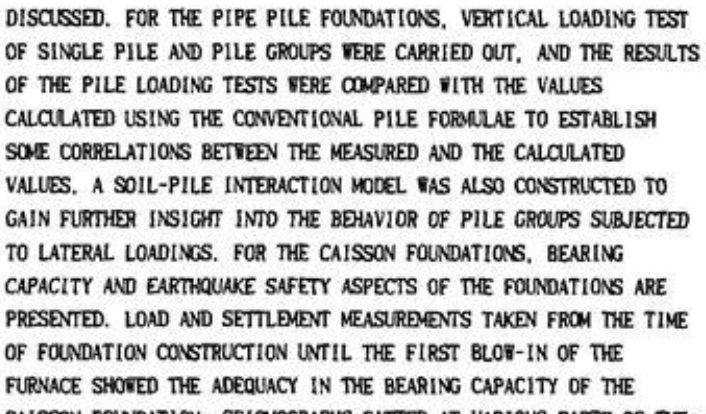 DISCUSSED. FOR THE PIPE PILE FOUNDATIONS, VERTICAL LOADING TEST
OF SINGLE PILE AND PILE GROUPS WERE CARRIED OUT, AND THE RESULTS
OF THE PILE LOADING TESTS WERE COMPARED WITH THE VALUES
CALCULATED USING THE CONVENTIONAL PILE FORMULAE TO ESTABLISH
SOME CORRELATIONS BETWEEN THE MEASURED AND THE CALCULATED
VALUES. A SOIL-PILE INTERACTION MODEL WAS ALSO CONSTRUCTED TO
GAIN FURTHER INSIGHT INTO THE BEHAVIOR OF PILE GROUPS SUBJECTED
TO LATERAL LOADINGS. FOR THE CAISSON FOUNDATIONS, BEARING
CAPACITY AND EARTHQUAKE SAFETY ASPECTS OF THE FOUNDATIONS ARE
PRESENTED. LOAD AND SETTLEMENT MEASUREMENTS TAKEN FROM THE TIME
OF FOUNDATION CONSTRUCTION UNTIL THE FIRST BLOW-IN OF THE
FURNACE SHOWED THE ADEQUACY IN THE BEARING CAPACITY OF THE